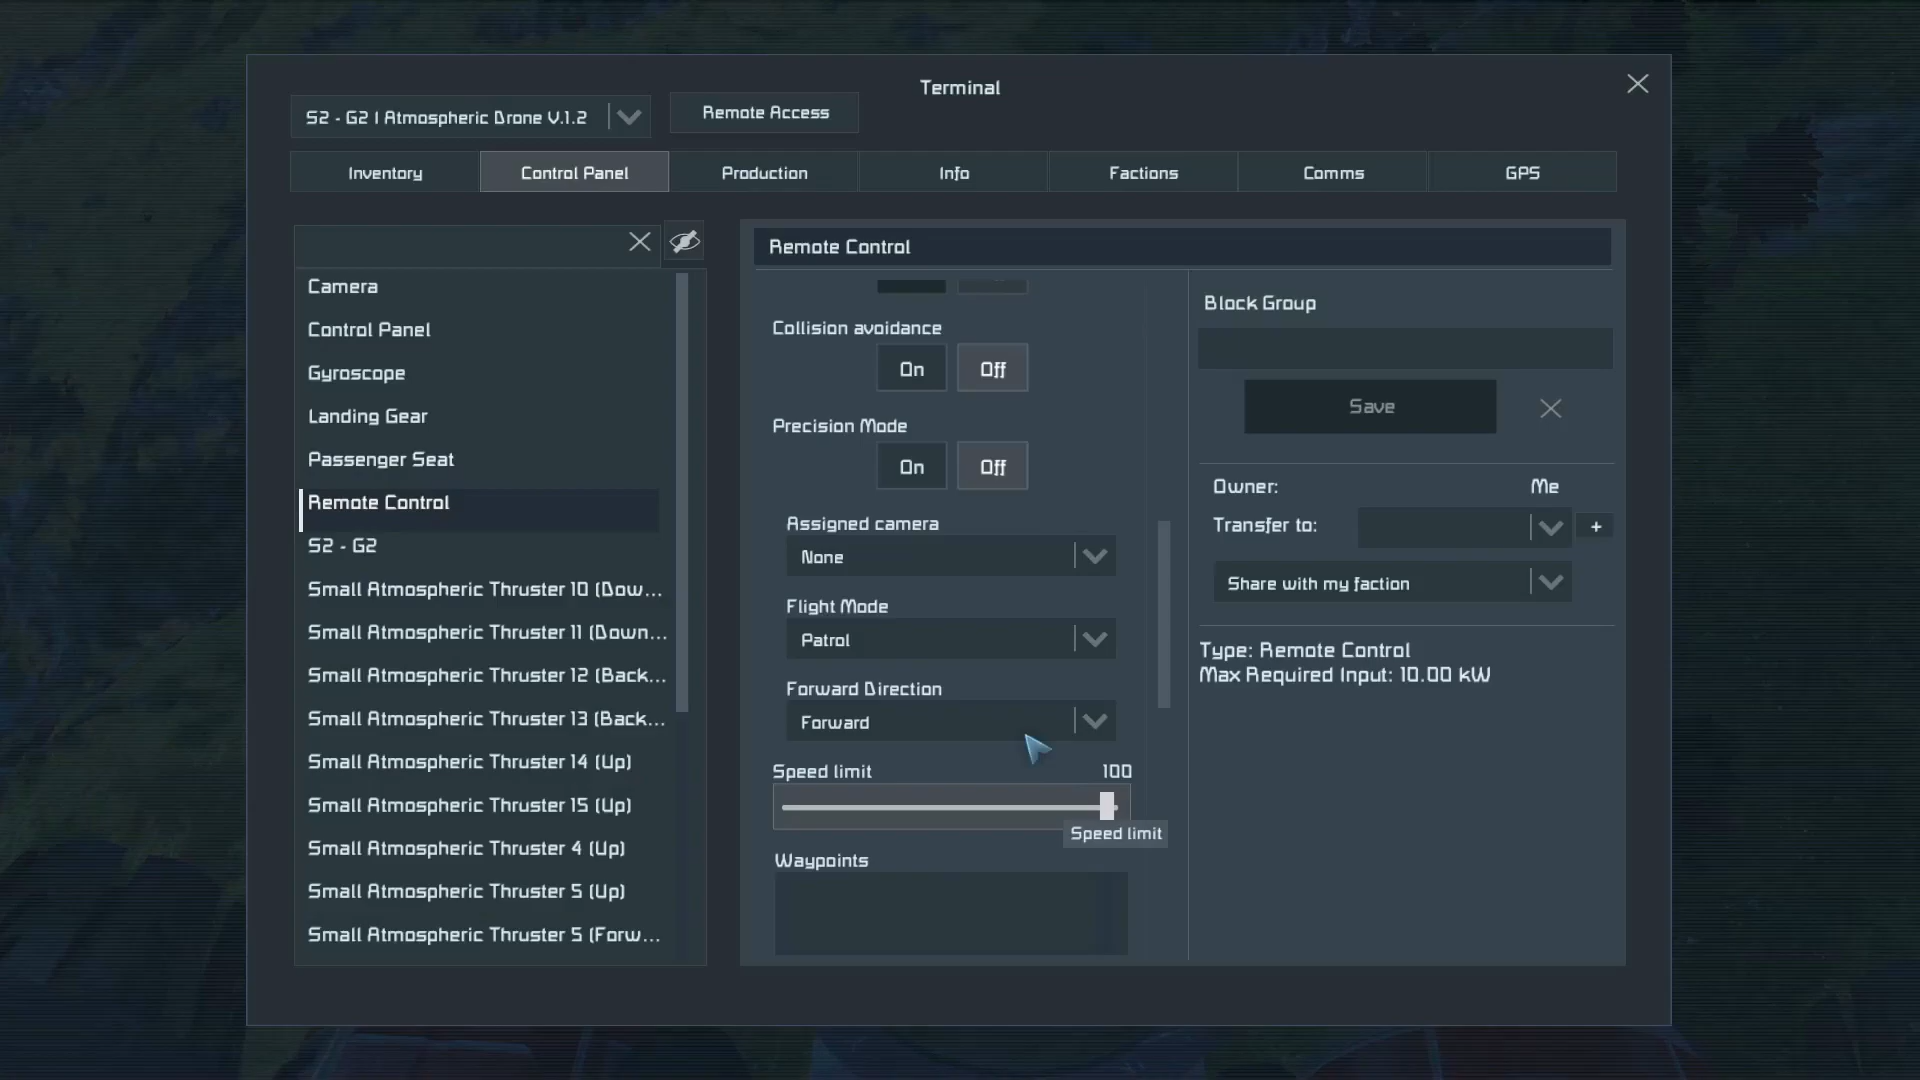 Terminal
S2 - G2 | Atmospheric Drone V.1.2
Remote Access
Inventory
Control Panel
Production
Info
Factions
Comms
GPS
Camera
Control Panel
Gyroscope
Landing Gear
Passenger Seat
Remote Control
S2 - G2
Small Atmospheric Thruster 10 (Dow...
Small Atmospheric Thruster 11 (Down...
Small Atmospheric Thruster 12 (Back...
Small Atmospheric Thruster 13 (Back...
Small Atmospheric Thruster 14 (Up)
Small Atmospheric Thruster 15 (Up)
Small Atmospheric Thruster 4 (Up)
Small Atmospheric Thruster 5 (Up)
Small Atmospheric Thruster 5 (Forw...
Remote Control
Collision avoidance
On Off
Precision Mode
On Off
Assigned camera
None
Flight Mode
Patrol
Forward Direction
Forward
Speed limit 100
Speed limit
Waypoints
Block Group
Save
Owner: Me
Transfer to:
+
Share with my faction
Type: Remote Control
Max Required Input: 10.00 kW